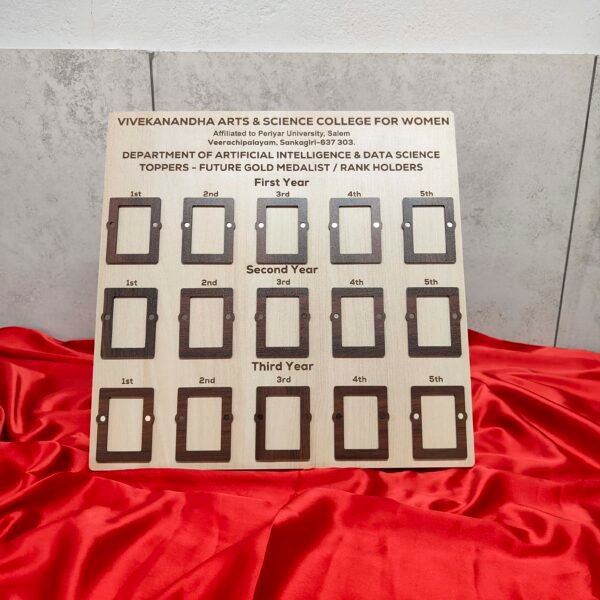 VIVEKANANDHA ARTS & SCIENCE COLLEGE FOR WOMEN
Affiliated to Periyar University, Salem
Veerachipalayam, Sankagiri-637 303.
DEPARTMENT OF ARTIFICIAL INTELLIGENCE & DATA SCIENCE
TOPPERS - FUTURE GOLD MEDALIST / RANK HOLDERS
First Year
1st 2nd 3rd 4th 5th
Second Year
1st 2nd 3rd 4th 5th
Third Year
1st 2nd 3rd 4th 5th